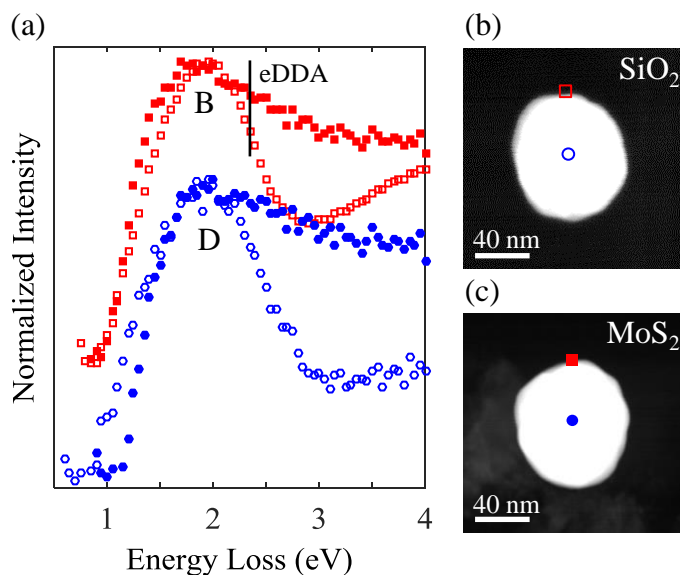 (a)
eDDA
B
D
Normalized Intensity
1 2 3 4
Energy Loss (eV)
(b)
SiO₂
40 nm
(c)
MoS₂
40 nm